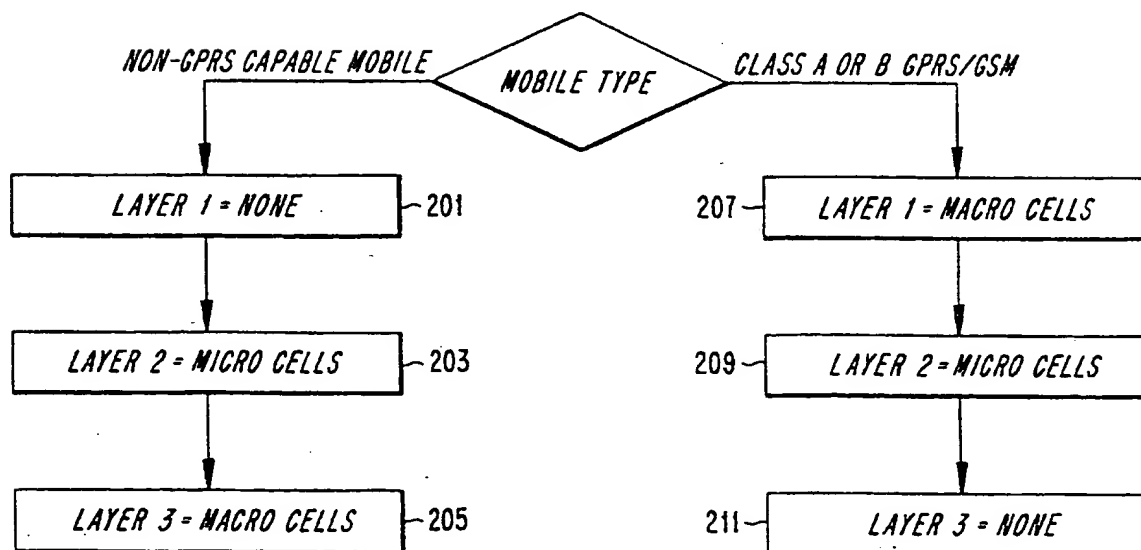 NON-GPRS CAPABLE MOBILE
MOBILE TYPE
CLASS A OR B GPRS/GSM
LAYER 1 = NONE
201
207
LAYER 1 = MACRO CELLS
LAYER 2 = MICRO CELLS
203
209
LAYER 2 = MICRO CELLS
LAYER 3 = MACRO CELLS
205
211
LAYER 3 = NONE